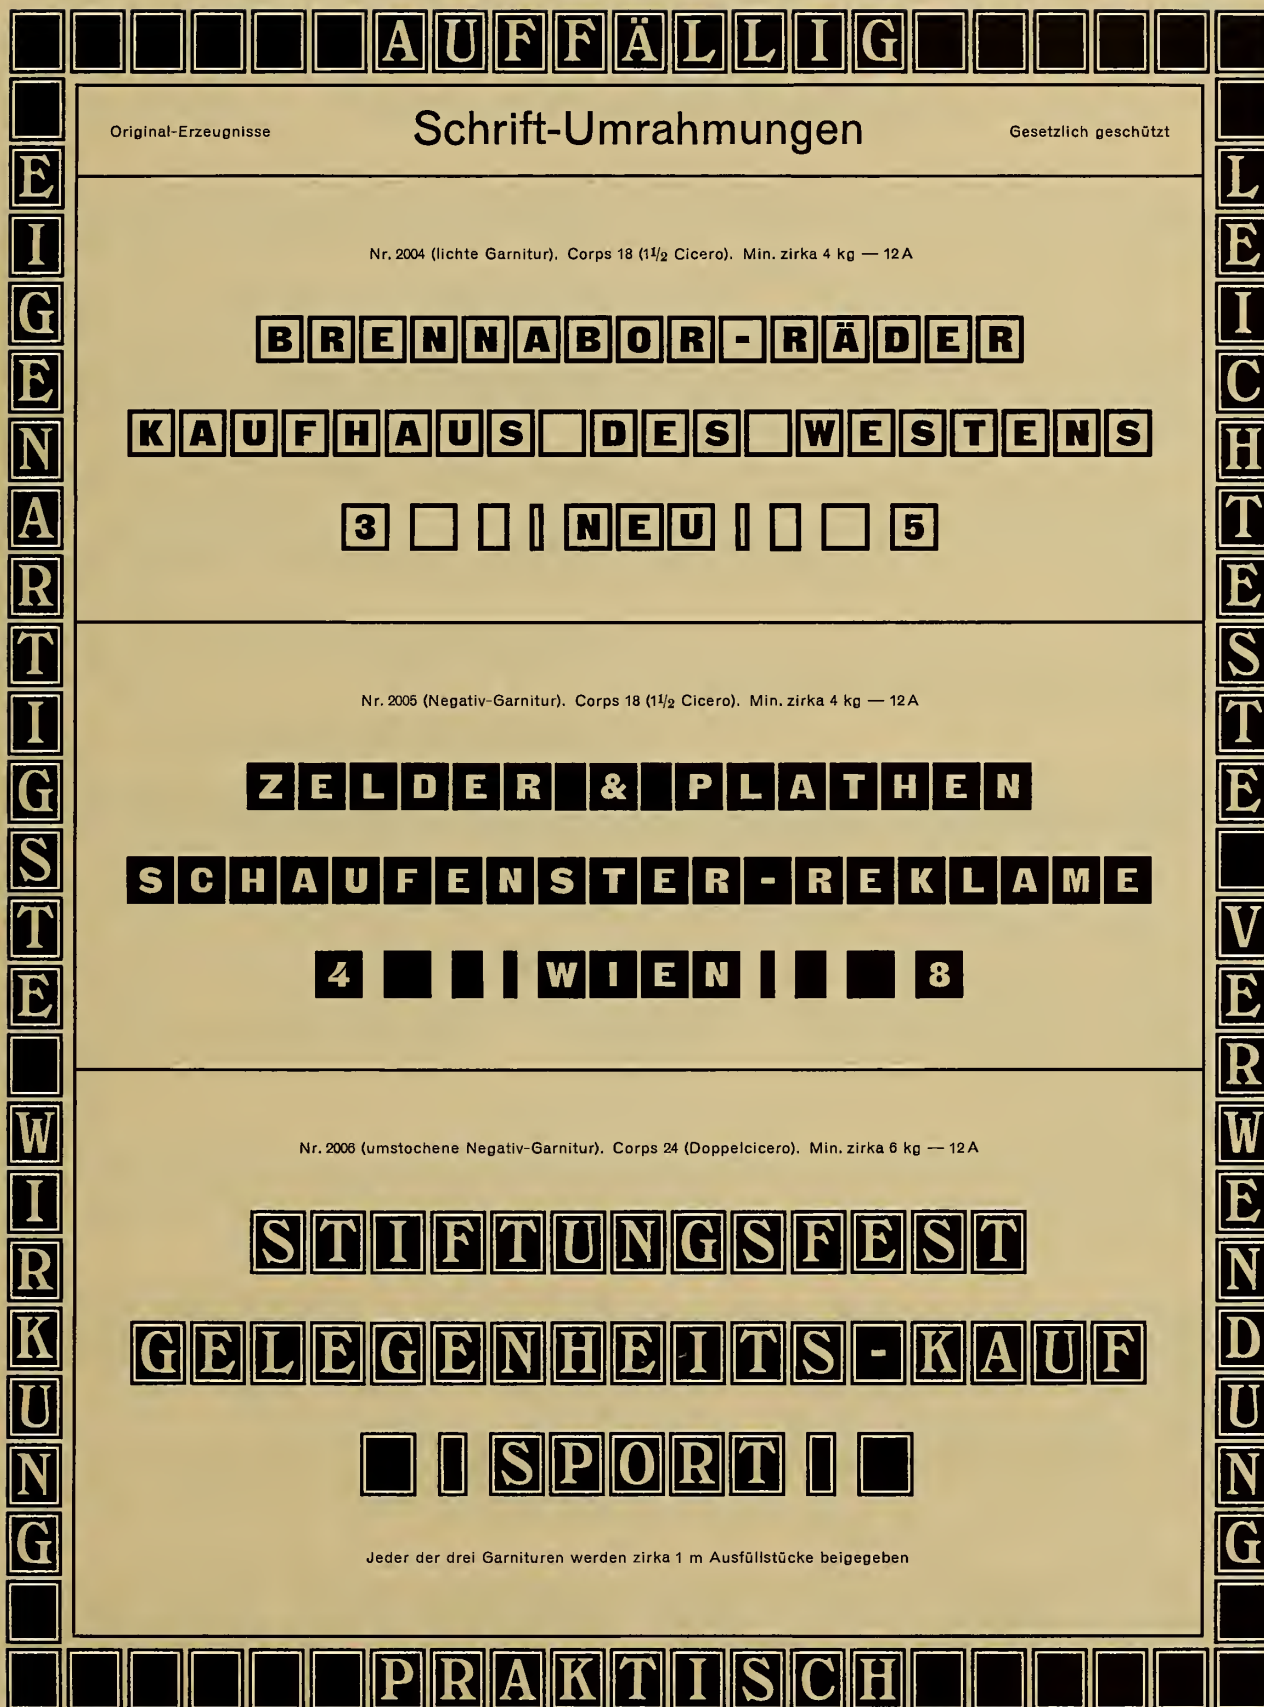 AUFFÄLLIG
Original-Erzeugnisse Schrift-Umrahmungen Gesetzlich geschützt
Nr. 2004 (lichte Garnitur). Corps 18 (1½ Cicero). Min. zirka 4 kg — 12 A
BRENNABOR-RÄDER
KAUFHAUS DES WESTENS
3 NEU 5
Nr. 2005 (Negativ-Garnitur). Corps 18 (1½ Cicero). Min. zirka 4 kg — 12 A
ZELDER & PLATHEN
SCHAUFENSTER-REKLAME
4 WIEN 8
Nr. 2006 (umstochene Negativ-Garnitur). Corps 24 (Doppelcicero). Min. zirka 6 kg — 12 A
STIFTUNGSFEST
GELEGENHEITS-KAUF
SPORT
Jeder der drei Garnituren werden zirka 1 m Ausfüllstücke beigegeben
EIGENARTIGSTE WIRKUNG
LEICHTESTE VERWENDUNG
PRAKTISCH